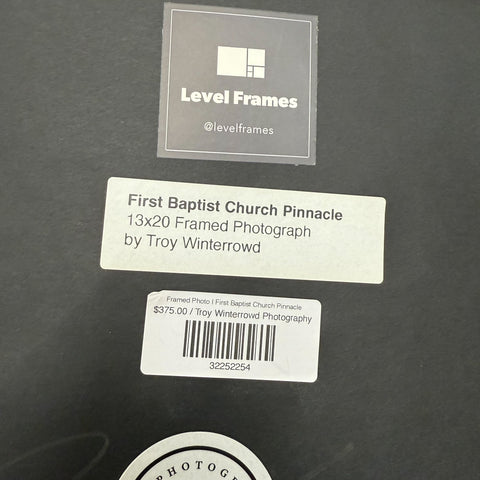 Level Frames
@levelframes
First Baptist Church Pinnacle
13x20 Framed Photograph
by Troy Winterrowd
Framed Photo | First Baptist Church Pinnacle
$375.00 / Troy Winterrowd Photography
32252254
PHOTOGR